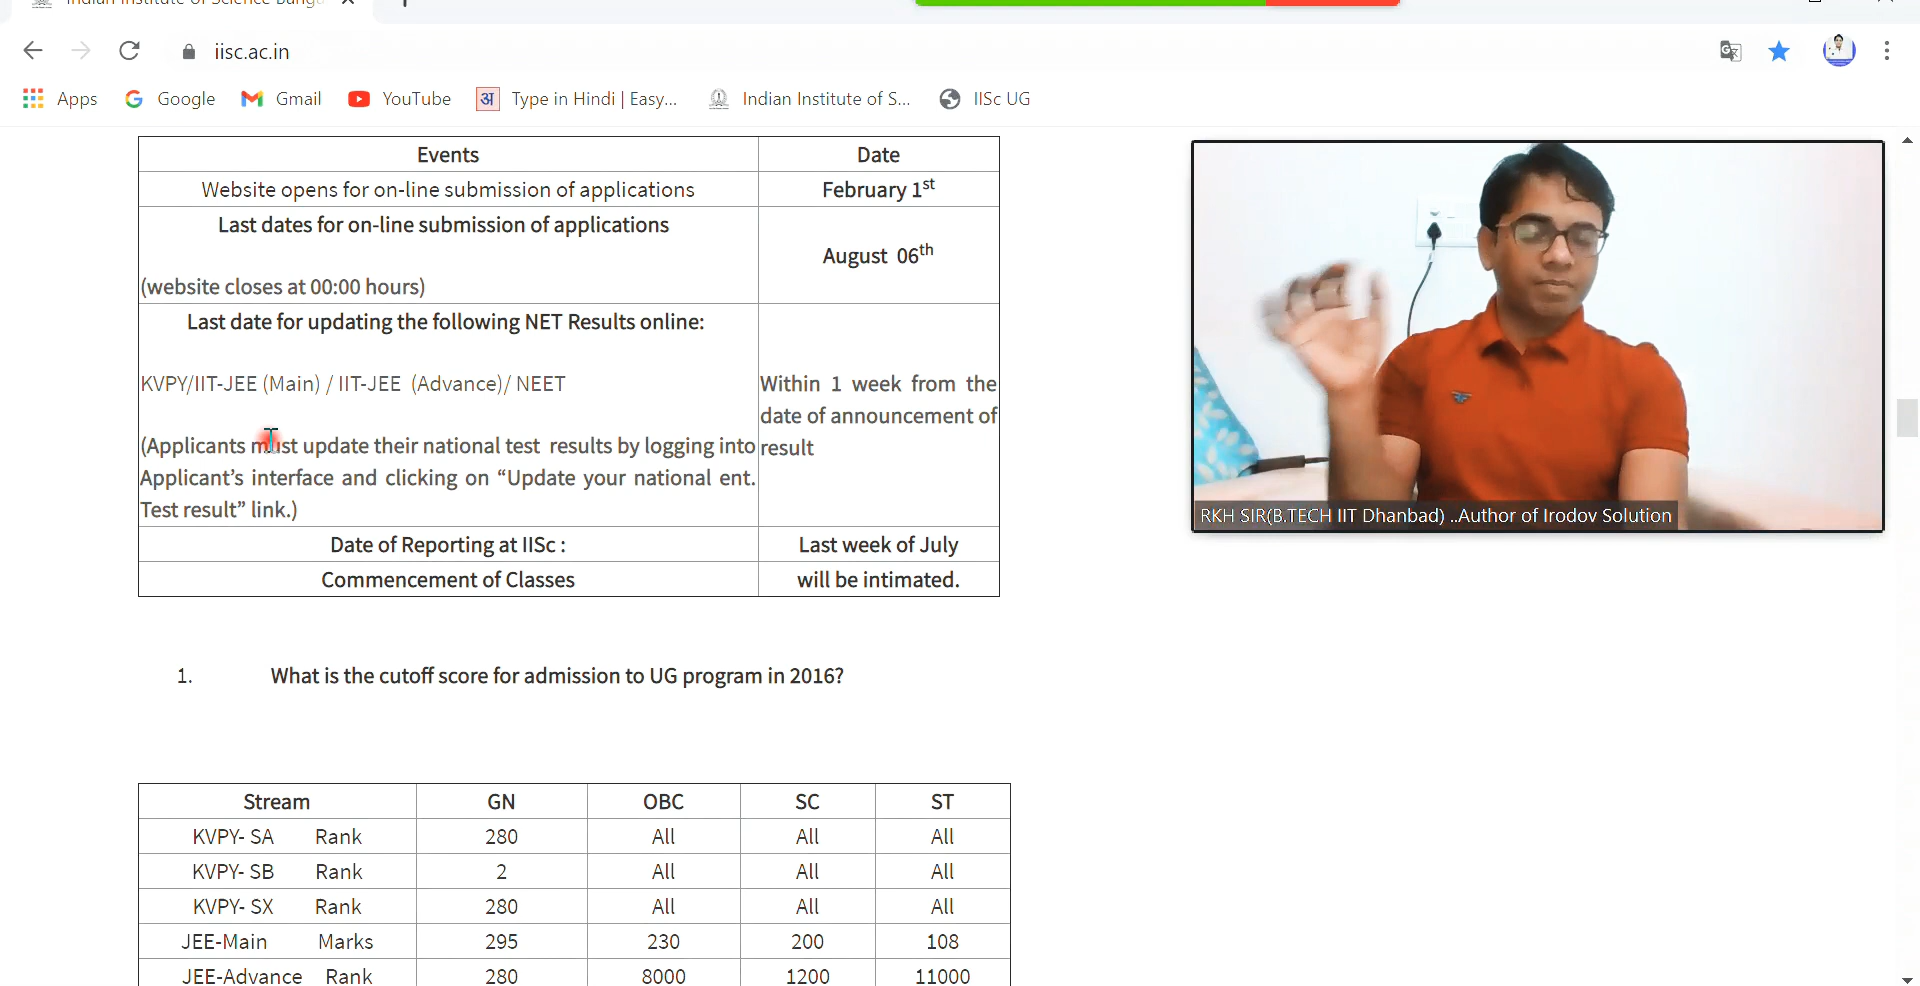 Indian Institute of Science Bang
iisc.ac.in
Apps Google Gmail YouTube अ Type in Hindi | Easy... Indian Institute of S... IISc UG
Events Date
Website opens for on-line submission of applications February 1st
Last dates for on-line submission of applications
August 06th
(website closes at 00:00 hours)
Last date for updating the following NET Results online:
KVPY/IIT-JEE (Main) / IIT-JEE (Advance)/ NEET Within 1 week from the
date of announcement of
(Applicants must update their national test results by logging into result
Applicant’s interface and clicking on “Update your national ent.
Test result” link.)
Date of Reporting at IISc : Last week of July
Commencement of Classes will be intimated.
RKH SIR(B.TECH IIT Dhanbad) ..Author of Irodov Solution
1. What is the cutoff score for admission to UG program in 2016?
Stream GN OBC SC ST
KVPY- SA Rank 280 All All All
KVPY- SB Rank 2 All All All
KVPY- SX Rank 280 All All All
JEE-Main Marks 295 230 200 108
JEE-Advance Rank 280 8000 1200 11000